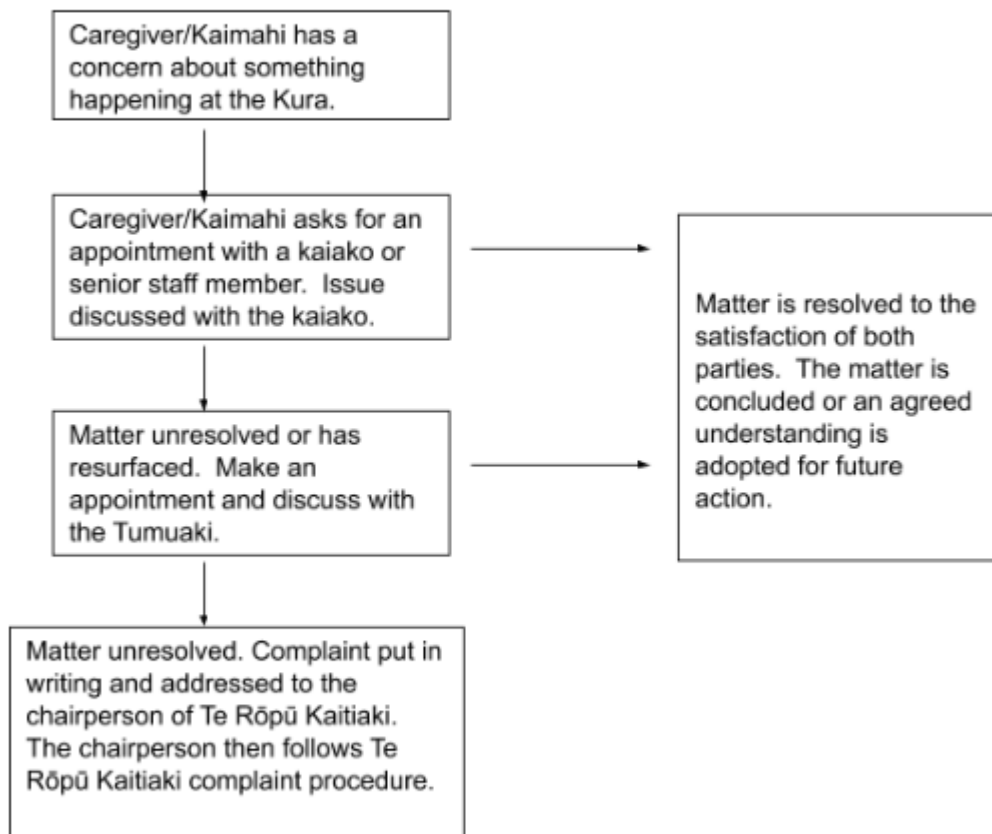 Caregiver/Kaimahi has a
concern about something
happening at the Kura.
Caregiver/Kaimahi asks for an
appointment with a kaiako or
senior staff member.  Issue
discussed with the kaiako.
Matter is resolved to the
satisfaction of both
parties.  The matter is
concluded or an agreed
understanding is
adopted for future
action.
Matter unresolved or has
resurfaced.  Make an
appointment and discuss with
the Tumuaki.
Matter unresolved. Complaint put in
writing and addressed to the
chairperson of Te Rōpū Kaitiaki.
The chairperson then follows Te
Rōpū Kaitiaki complaint procedure.